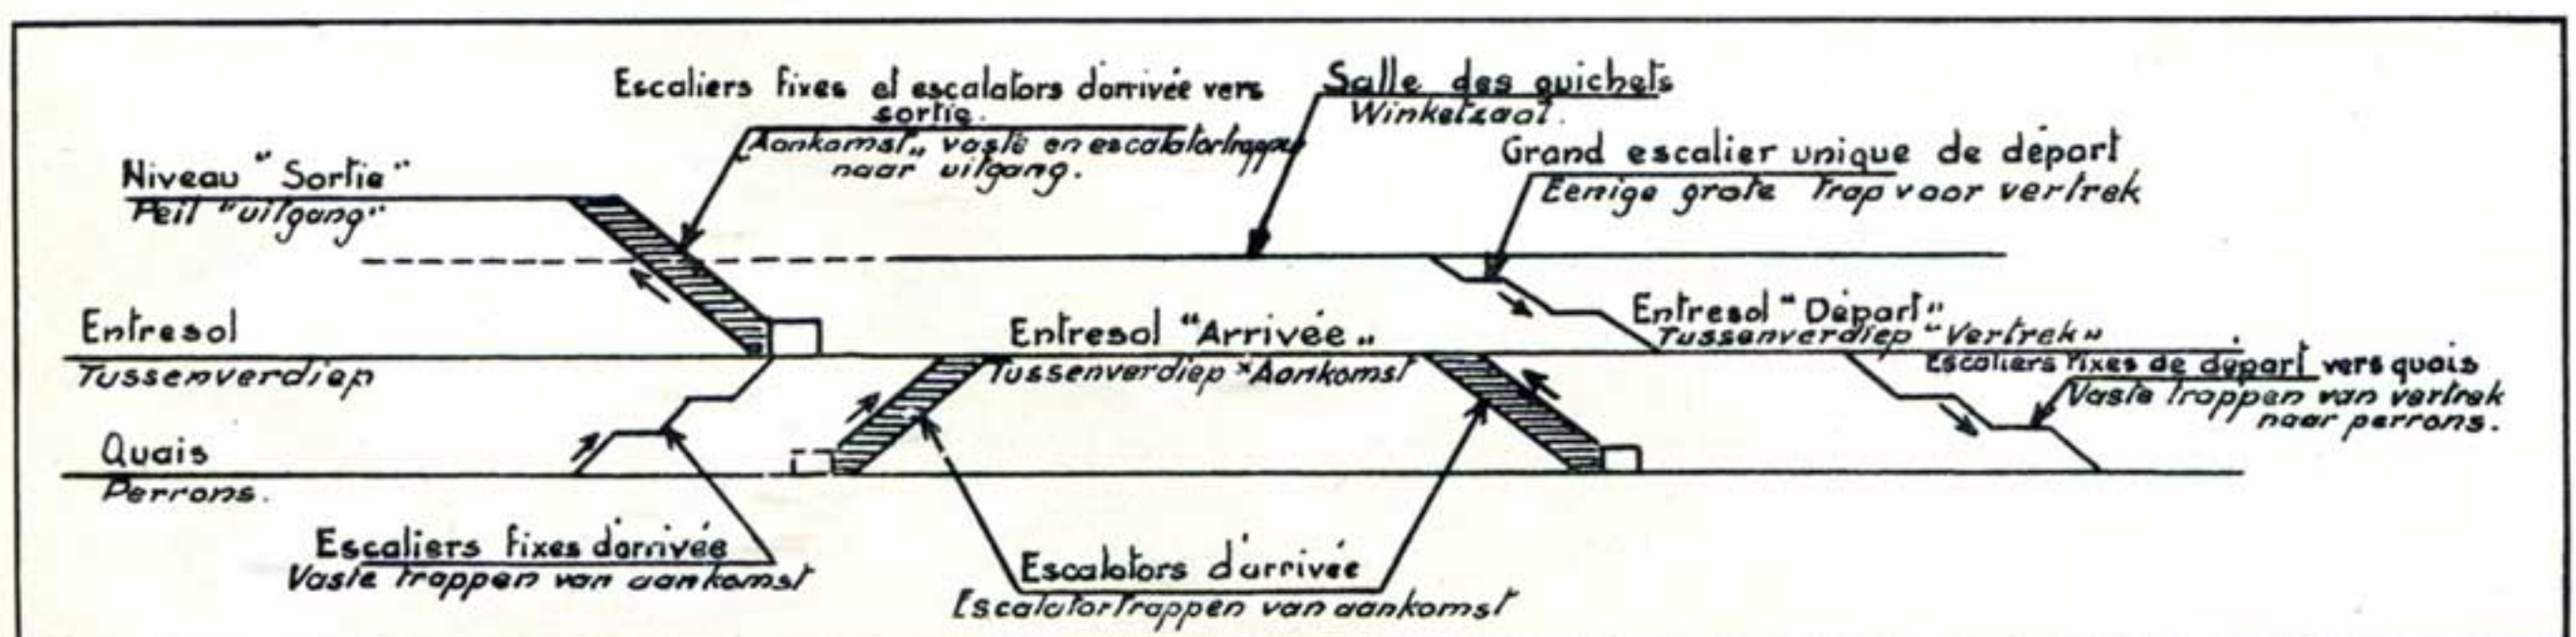 Escaliers fixes et escalators d'arrivée vers
sortie.
"Aankomst„ vaste en escalatortrappen
naar uitgang.
Salle des guichets
Winketzaal.
Grand escalier unique de départ
Eenige grote trap voor vertrek
Niveau "Sortie"
Peil "uitgang"
Entresol
Tussenverdiep
Entresol "Arrivée„
Tussenverdiep "Aankomst
Entresol "Départ„
Tussenverdiep "Vertrek„
Escaliers fixes de départ vers quais
Vaste trappen van vertrek
naar perrons.
Quais
Perrons.
Escaliers fixes d'arrivée
Vaste trappen van aankomst
Escalators d'arrivée
Escalatortrappen van aankomst